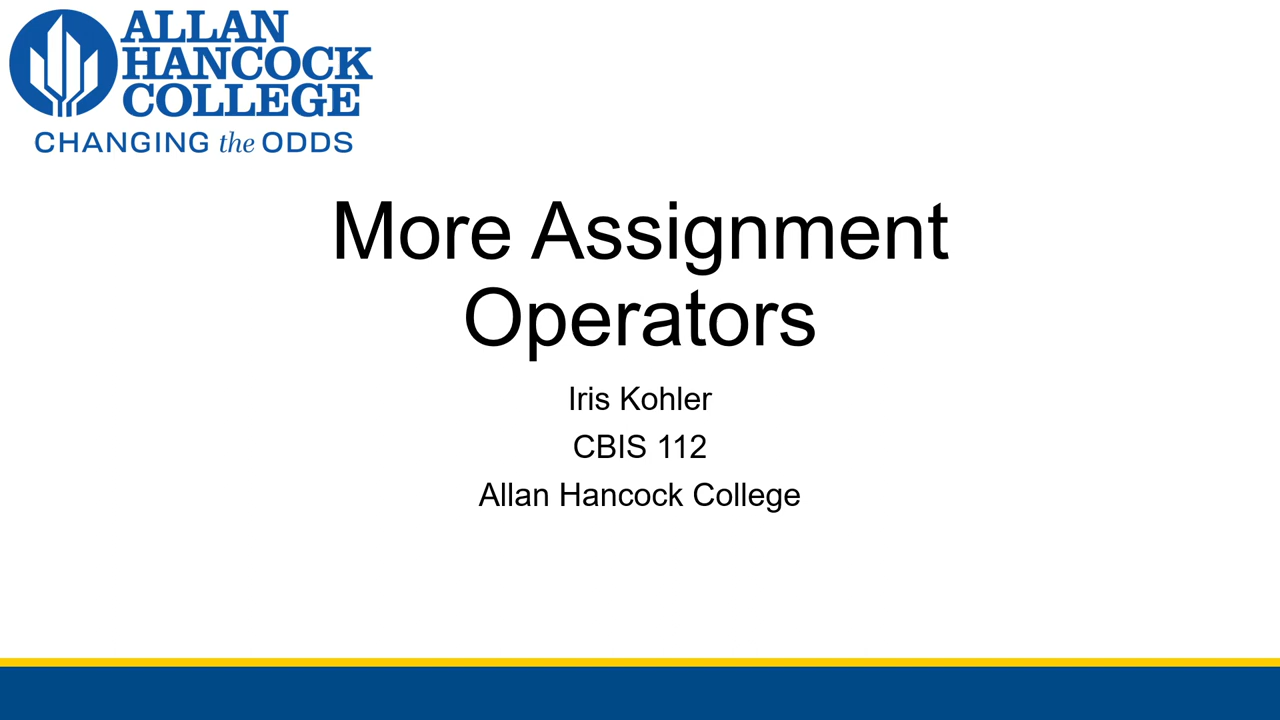 ALLAN
HANCOCK
COLLEGE
CHANGING the ODDS
More Assignment
Operators
Iris Kohler
CBIS 112
Allan Hancock College